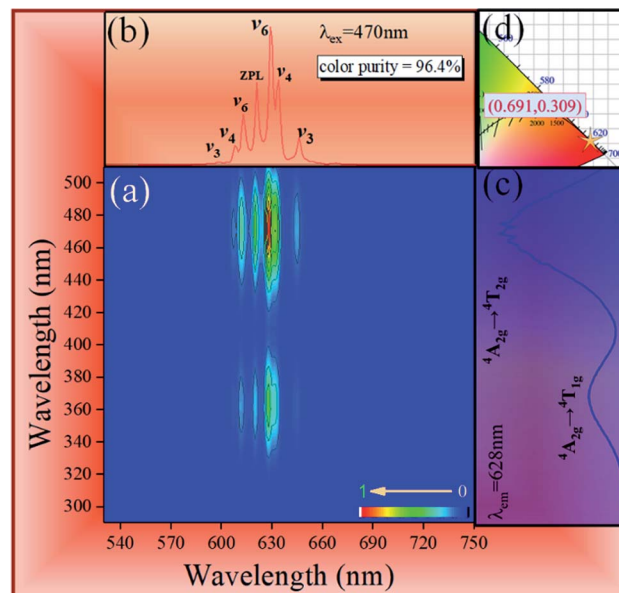 (b)
ν6
λex=470nm
color purity = 96.4%
ZPL
ν4
ν6
ν4
ν3
ν3
(d)
580
(0.691,0.309)
2000 1500
620
700
(a)
500
480
460
440
420
400
380
360
340
320
300
Wavelength (nm)
1 0
540 570 600 630 660 690 720 750
Wavelength (nm)
(c)
⁴A2g→⁴T2g
⁴A2g→⁴T1g
λem=628nm